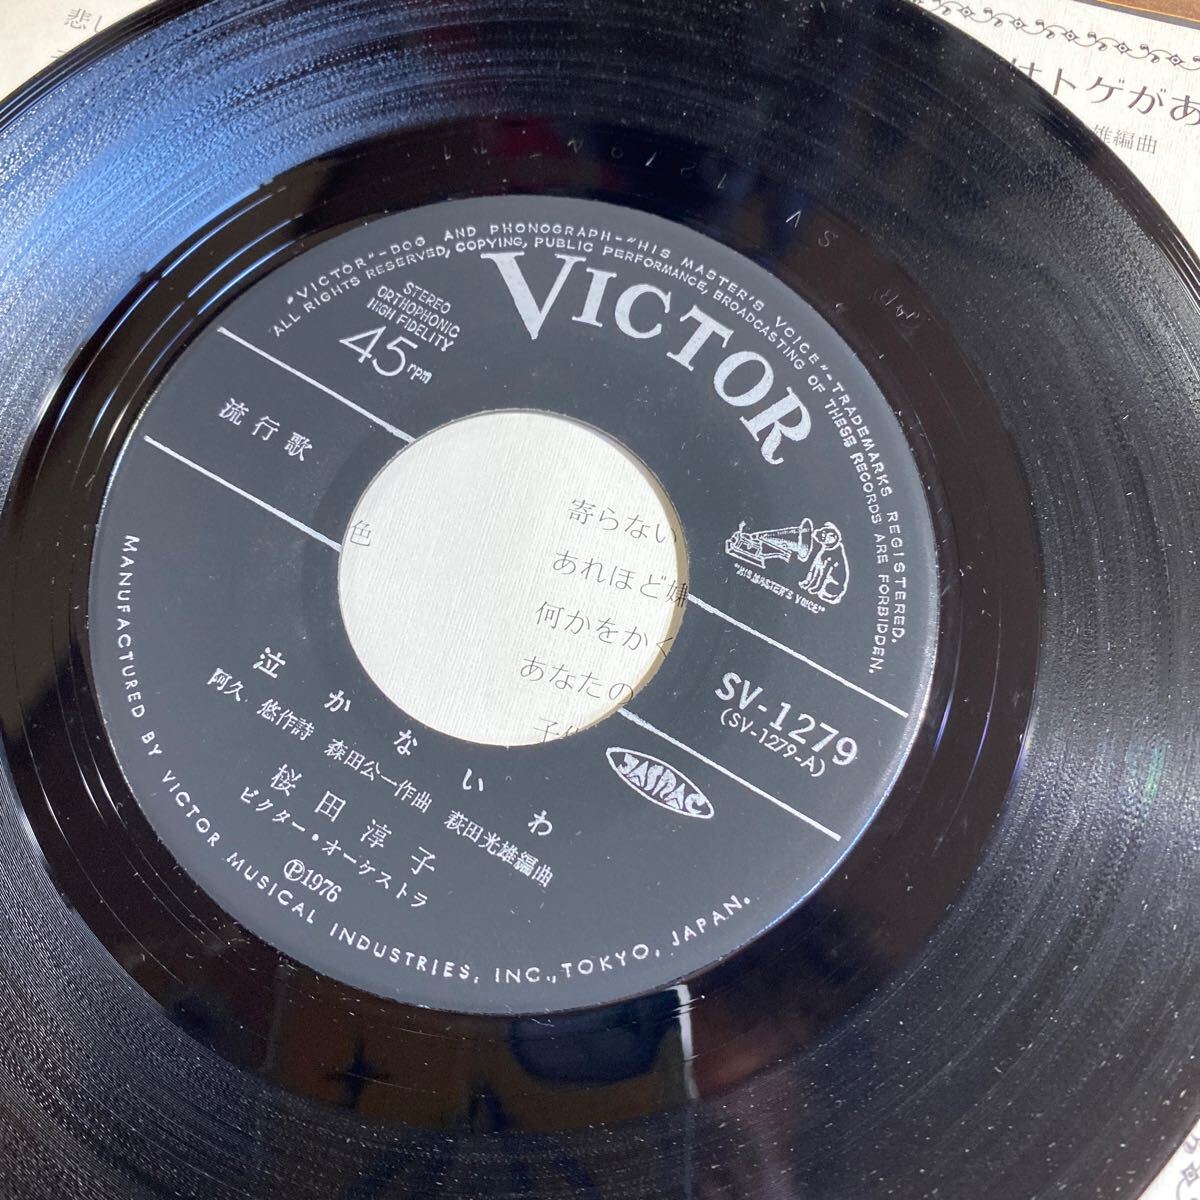 悲し
はトゲがあ
雄編曲
"VICTOR"–DOG AND PHONOGRAPH–"HIS MASTER'S VOICE"–TRADEMARKS REGISTERED.
ALL RIGHTS RESERVED, COPYING, PUBLIC PERFORMANCE, BROADCASTING OF THESE RECORDS ARE FORBIDDEN.
VICTOR
STEREO
ORTHOPHONIC
HIGH FIDELITY
45rpm
流行歌
"HIS MASTER'S VOICE"
色
寄らない
あれほど嫌
何かをかく
あなたの
SV-1279
(SV-1279-A)
JASRAC
泣かないわ
阿久 悠作詩 森田公一作曲 萩田光雄編曲
桜田淳子
ビクター・オーケストラ
Ⓟ1976
MANUFACTURED BY VICTOR MUSICAL INDUSTRIES, INC., TOKYO, JAPAN.